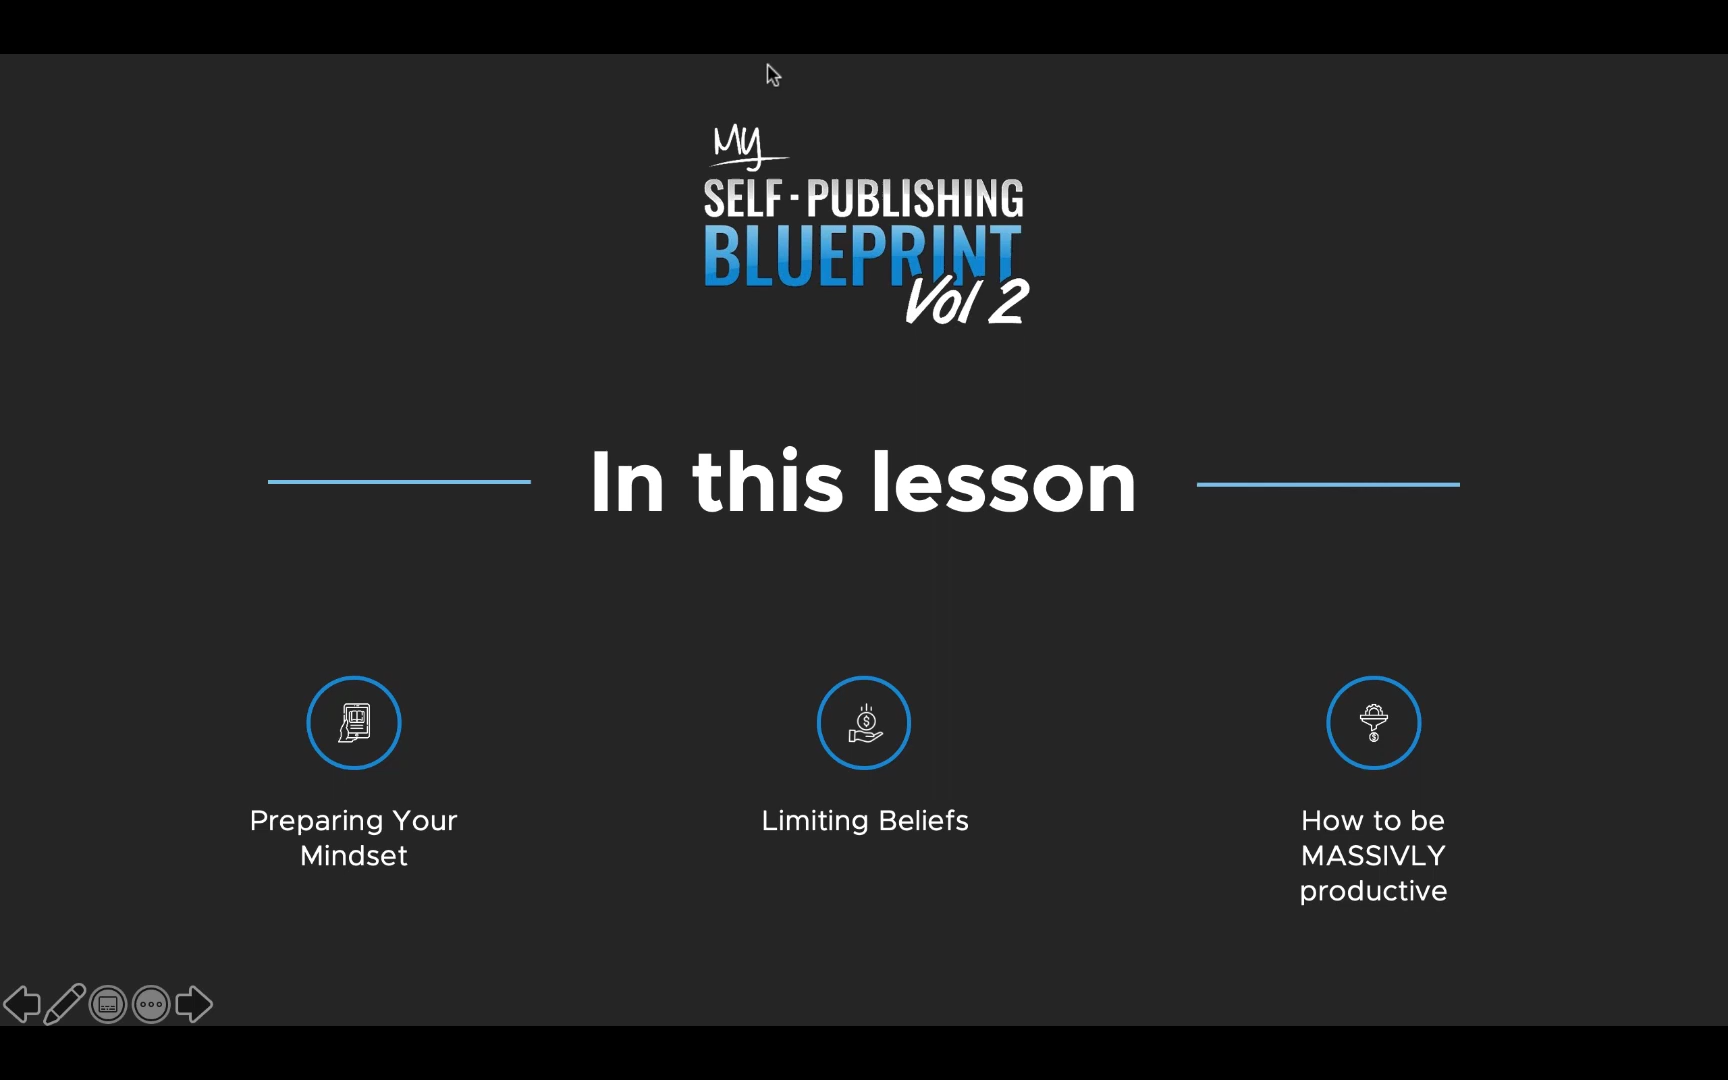 My
SELF-PUBLISHING
BLUEPRINT
Vol 2
In this lesson
Preparing Your
Mindset
Limiting Beliefs
How to be
MASSIVLY
productive